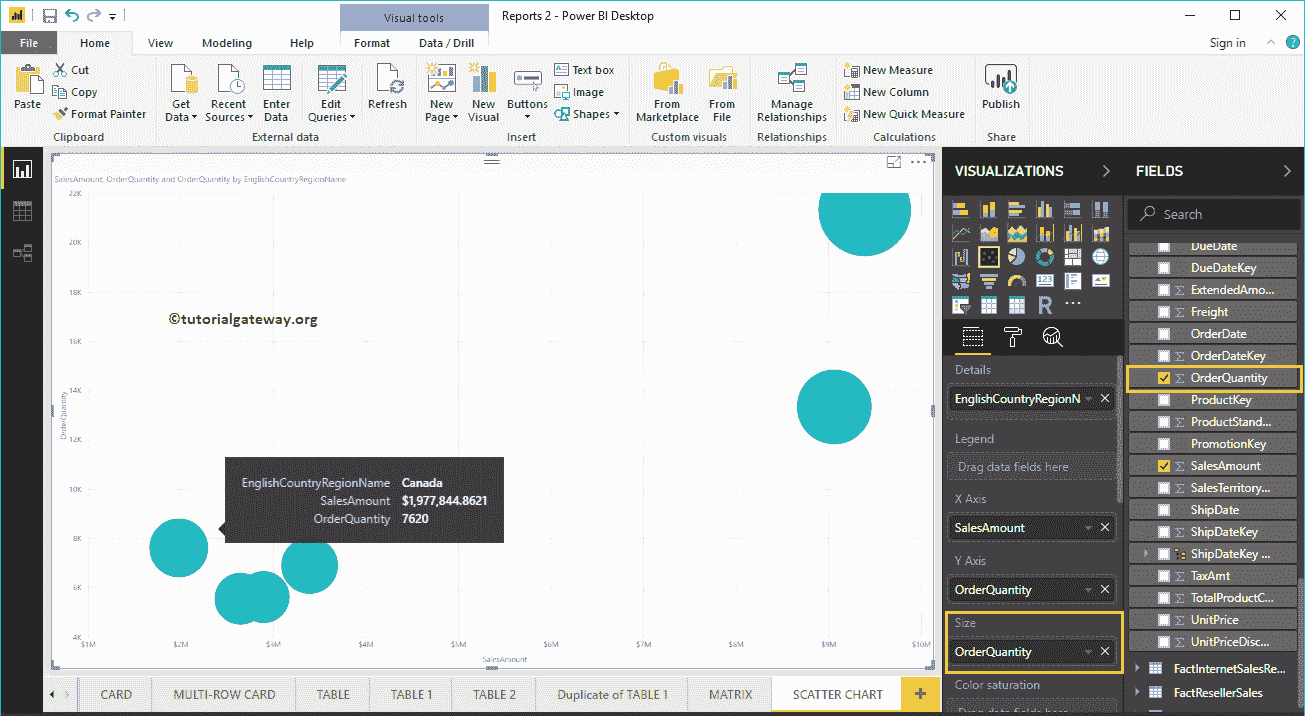 Visual tools
Reports 2 - Power BI Desktop
File Home View Modeling Help Format Data / Drill Sign in ?
Paste
Cut
Copy
Format Painter
Clipboard
Get Data
Recent Sources
Enter Data
Edit Queries
External data
Refresh
New Page
New Visual
Buttons
Text box
Image
Shapes
Insert
From Marketplace
From File
Custom visuals
Manage Relationships
Relationships
New Measure
New Column
New Quick Measure
Calculations
Publish
Share
SalesAmount, OrderQuantity and OrderQuantity by EnglishCountryRegionName
22K
20K
18K
16K
14K
12K
10K
8K
6K
4K
OrderQuantity
©tutorialgateway.org
EnglishCountryRegionName Canada
SalesAmount $1,977,844.8621
OrderQuantity 7620
$1M $2M $3M $4M $5M $6M $7M $8M $9M $10M
SalesAmount
CARD MULTI-ROW CARD TABLE TABLE 1 TABLE 2 Duplicate of TABLE 1 MATRIX SCATTER CHART +
VISUALIZATIONS
123
R
Details
EnglishCountryRegionN
Legend
Drag data fields here
X Axis
SalesAmount
Y Axis
OrderQuantity
Size
OrderQuantity
Color saturation
Drag data fields here
FIELDS
Search
DueDate
DueDateKey
ExtendedAmo...
Freight
OrderDate
OrderDateKey
OrderQuantity
ProductKey
ProductStand...
PromotionKey
SalesAmount
SalesTerritory...
ShipDate
ShipDateKey
ShipDateKey ...
TaxAmt
TotalProductC...
UnitPrice
UnitPriceDisc...
FactInternetSalesRe...
FactResellerSales